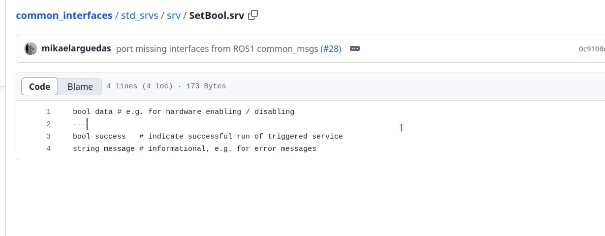 common_interfaces / std_srvs / srv / SetBool.srv
mikaelarguedas port missing interfaces from ROS1 common_msgs (#28)
Code Blame 4 lines (4 loc) · 173 Bytes
1 bool data # e.g. for hardware enabling / disabling
2 ---
3 bool success   # indicate successful run of triggered service
4 string message # informational, e.g. for error messages